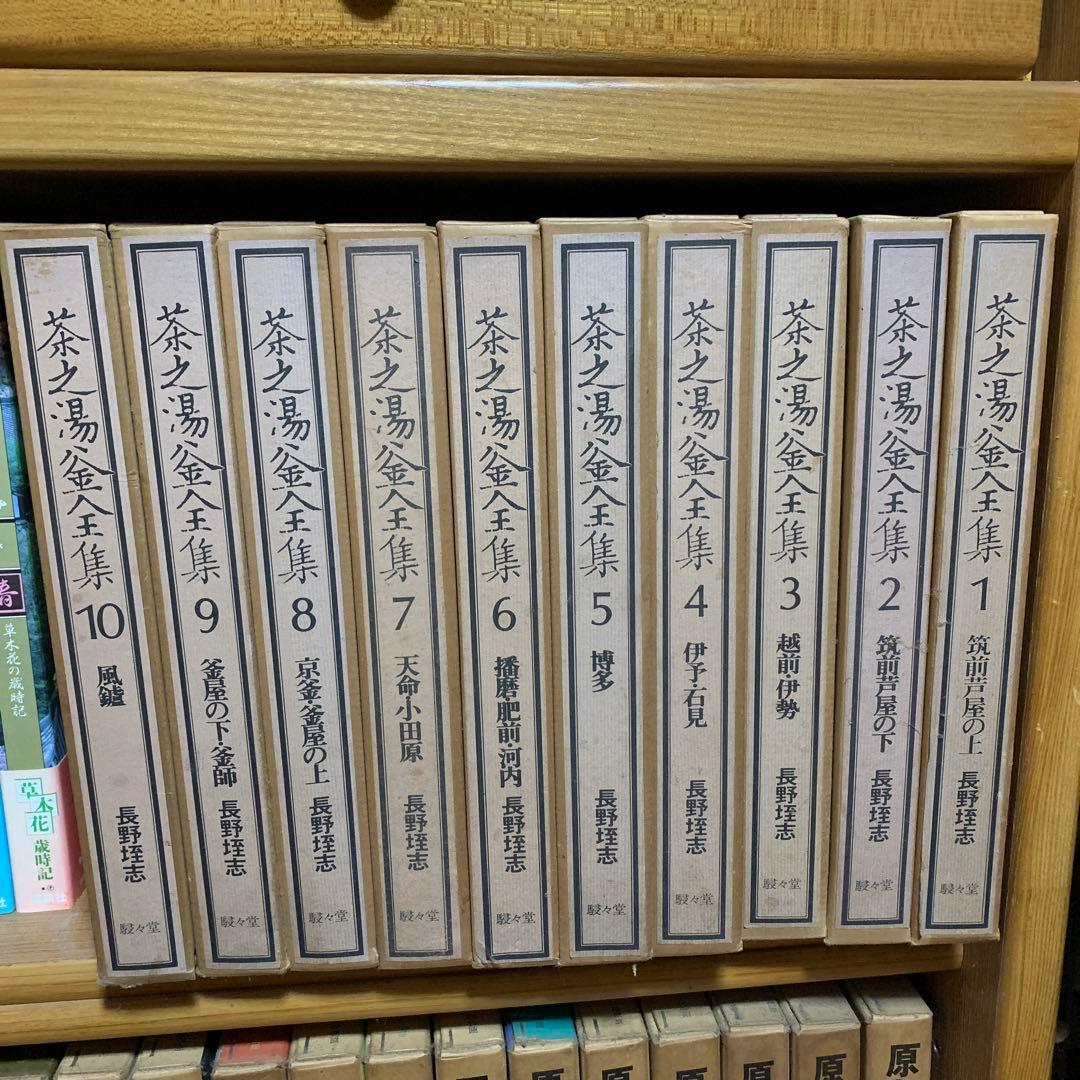 茶之湯釜全集 1 筑前芦屋の上 長野垤志 駸々堂
茶之湯釜全集 2 筑前芦屋の下 長野垤志 駸々堂
茶之湯釜全集 3 越前・伊勢 長野垤志 駸々堂
茶之湯釜全集 4 伊予・石見 長野垤志 駸々堂
茶之湯釜全集 5 博多 長野垤志 駸々堂
茶之湯釜全集 6 播磨・肥前・河内 長野垤志 駸々堂
茶之湯釜全集 7 天命・小田原 長野垤志 駸々堂
茶之湯釜全集 8 京釜・釜屋の上 長野垤志 駸々堂
茶之湯釜全集 9 釜屋の下・釜師 長野垤志 駸々堂
茶之湯釜全集 10 風鑪 長野垤志 駸々堂
草木花の歳時記
草木花歳時記
原
原
原
原
原
原
原